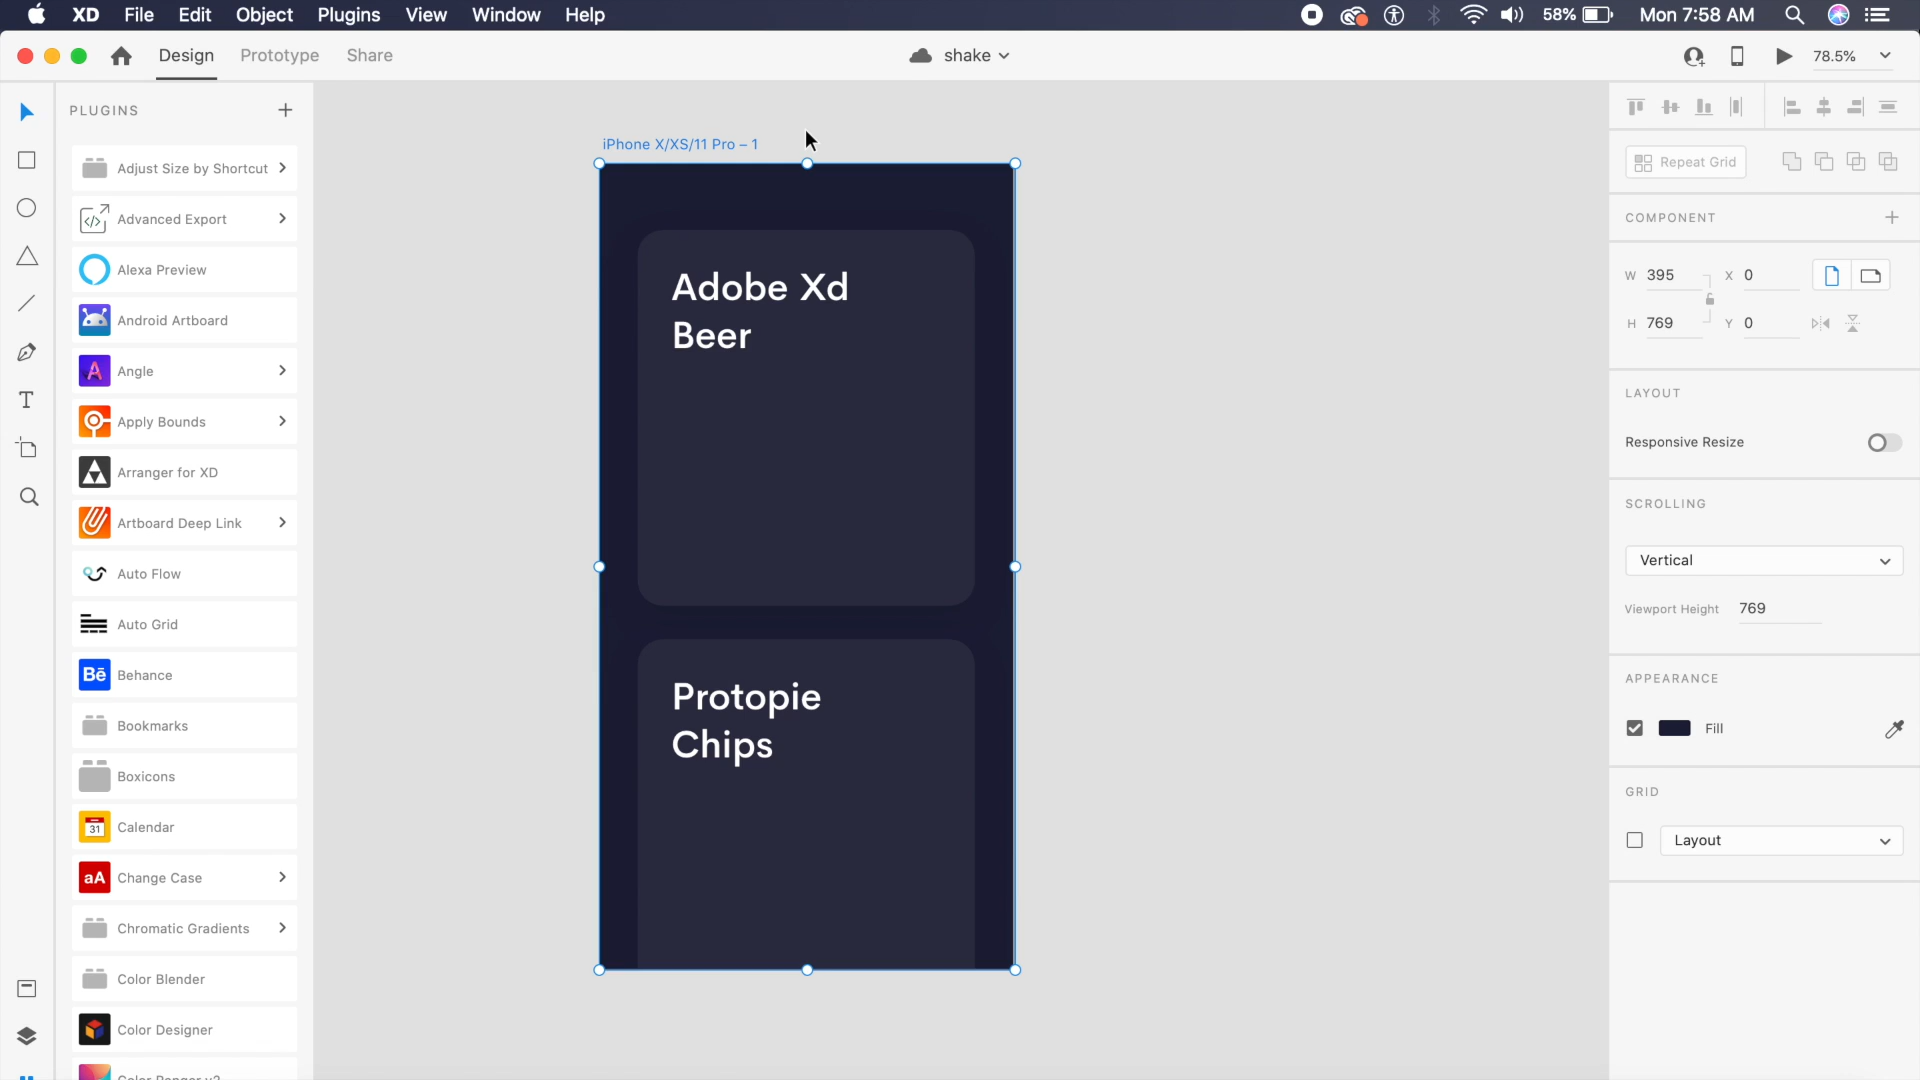 XD File Edit Object Plugins View Window Help
58% Mon 7:58 AM
Design Prototype Share
shake
78.5%
PLUGINS
Adjust Size by Shortcut
Advanced Export
Alexa Preview
Android Artboard
A Angle
Apply Bounds
Arranger for XD
Artboard Deep Link
Auto Flow
Auto Grid
Bē Behance
Bookmarks
Boxicons
31 Calendar
aA Change Case
Chromatic Gradients
Color Blender
Color Designer
iPhone X/XS/11 Pro – 1
Adobe Xd
Beer
Protopie
Chips
Repeat Grid
COMPONENT
W 395 X 0
H 769 Y 0
LAYOUT
Responsive Resize
SCROLLING
Vertical
Viewport Height 769
APPEARANCE
Fill
GRID
Layout